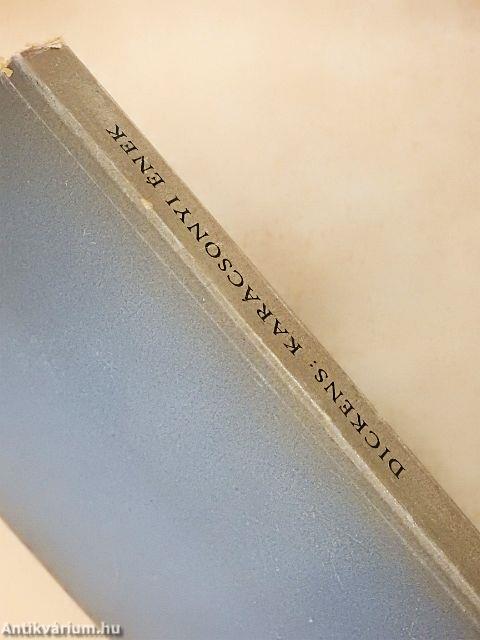 DICKENS: KARÁCSONYI ÉNEK
Antikvárium.hu